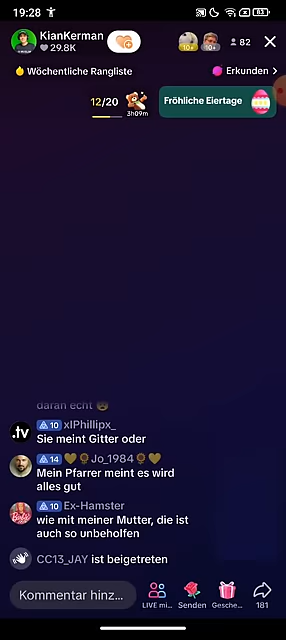 19:28
83
KianKerman
29.8K
10+
10+
82
Wöchentliche Rangliste
Erkunden >
12/20
3h09m
Fröhliche Eiertage
daran echt 😨
10 xIPhillipx_
.tv
Sie meint Gitter oder
14 💛🌻Jo_1984🌻💛
Mein Pfarrer meint es wird
alles gut
10 Ex-Hamster
wie mit meiner Mutter, die ist
auch so unbeholfen
CC13_JAY ist beigetreten
Kommentar hinz...
LIVE mi...
Senden
Gesche...
181